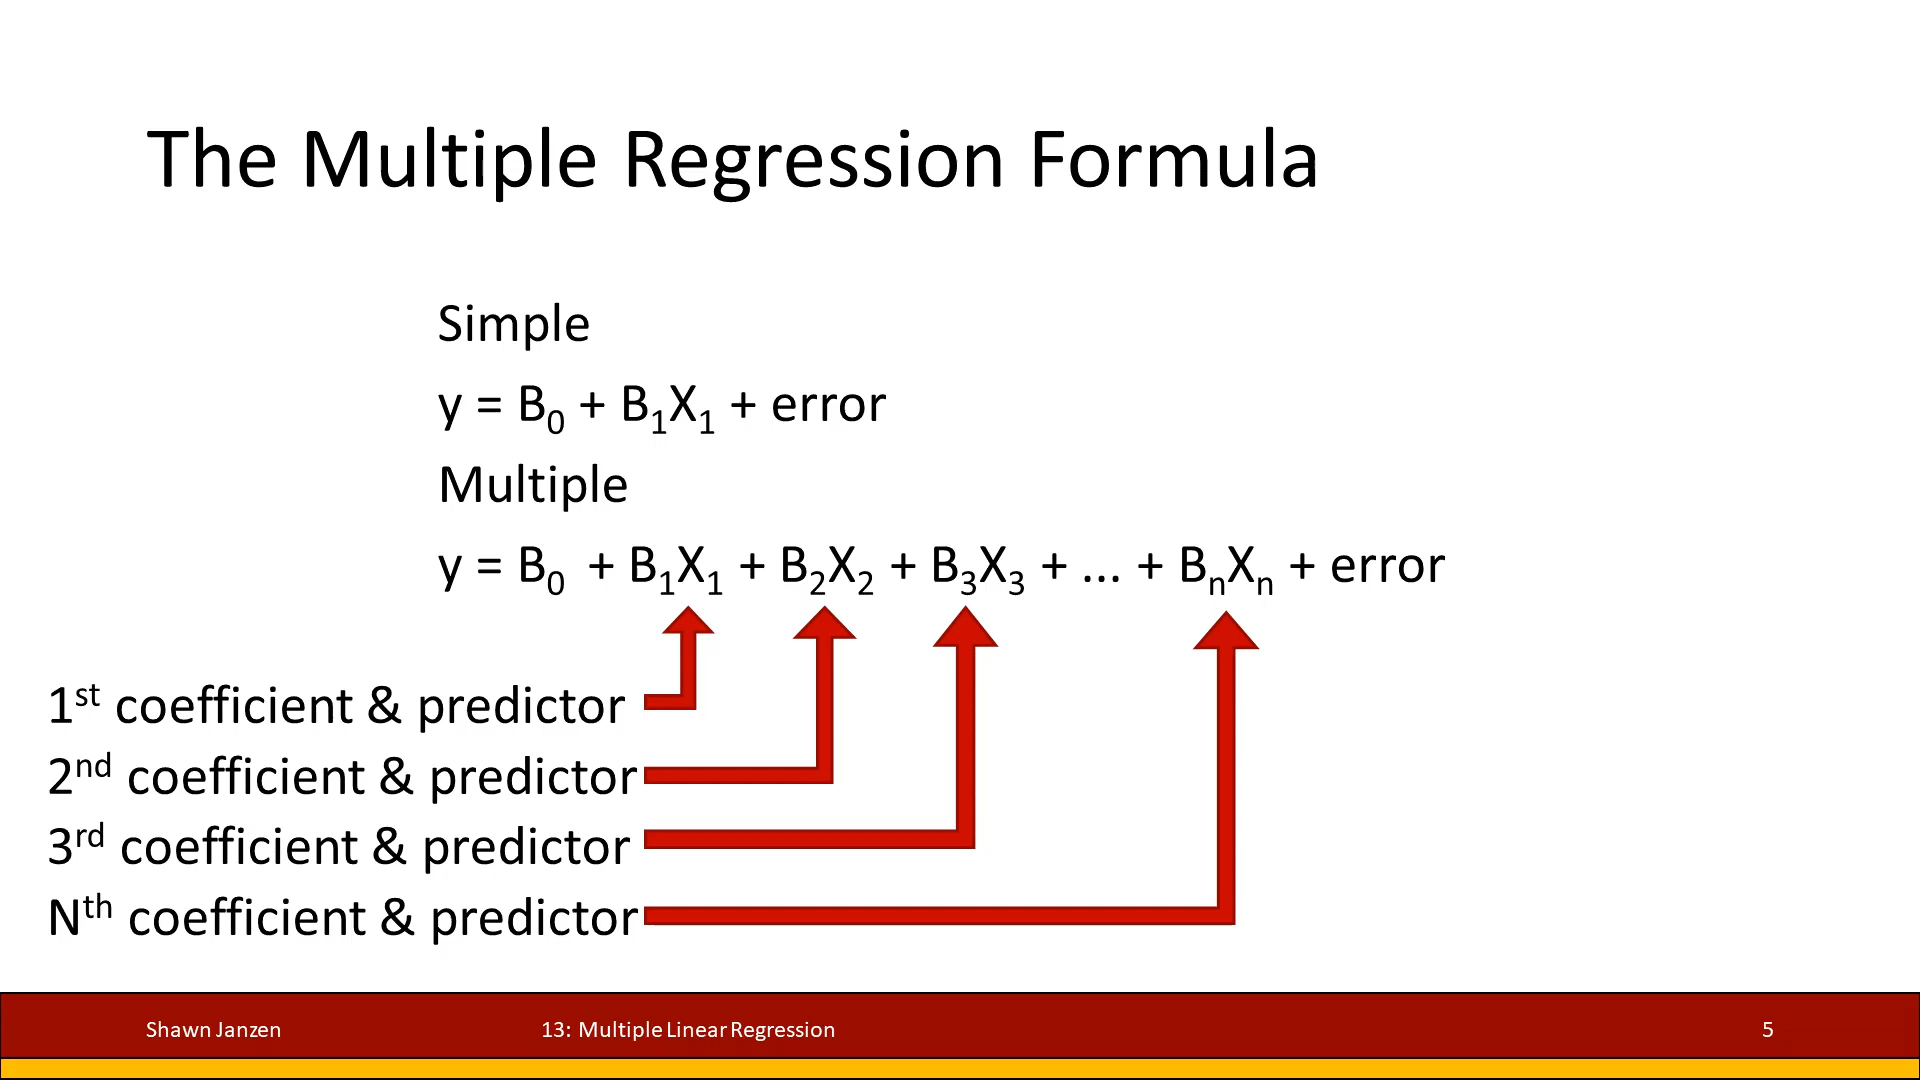 The Multiple Regression Formula
Simple
y = B₀ + B₁X₁ + error
Multiple
y = B₀ + B₁X₁ + B₂X₂ + B₃X₃ + ... + BₙXₙ + error
1ˢᵗ coefficient & predictor
2ⁿᵈ coefficient & predictor
3ʳᵈ coefficient & predictor
Nᵗʰ coefficient & predictor
Shawn Janzen 13: Multiple Linear Regression 5